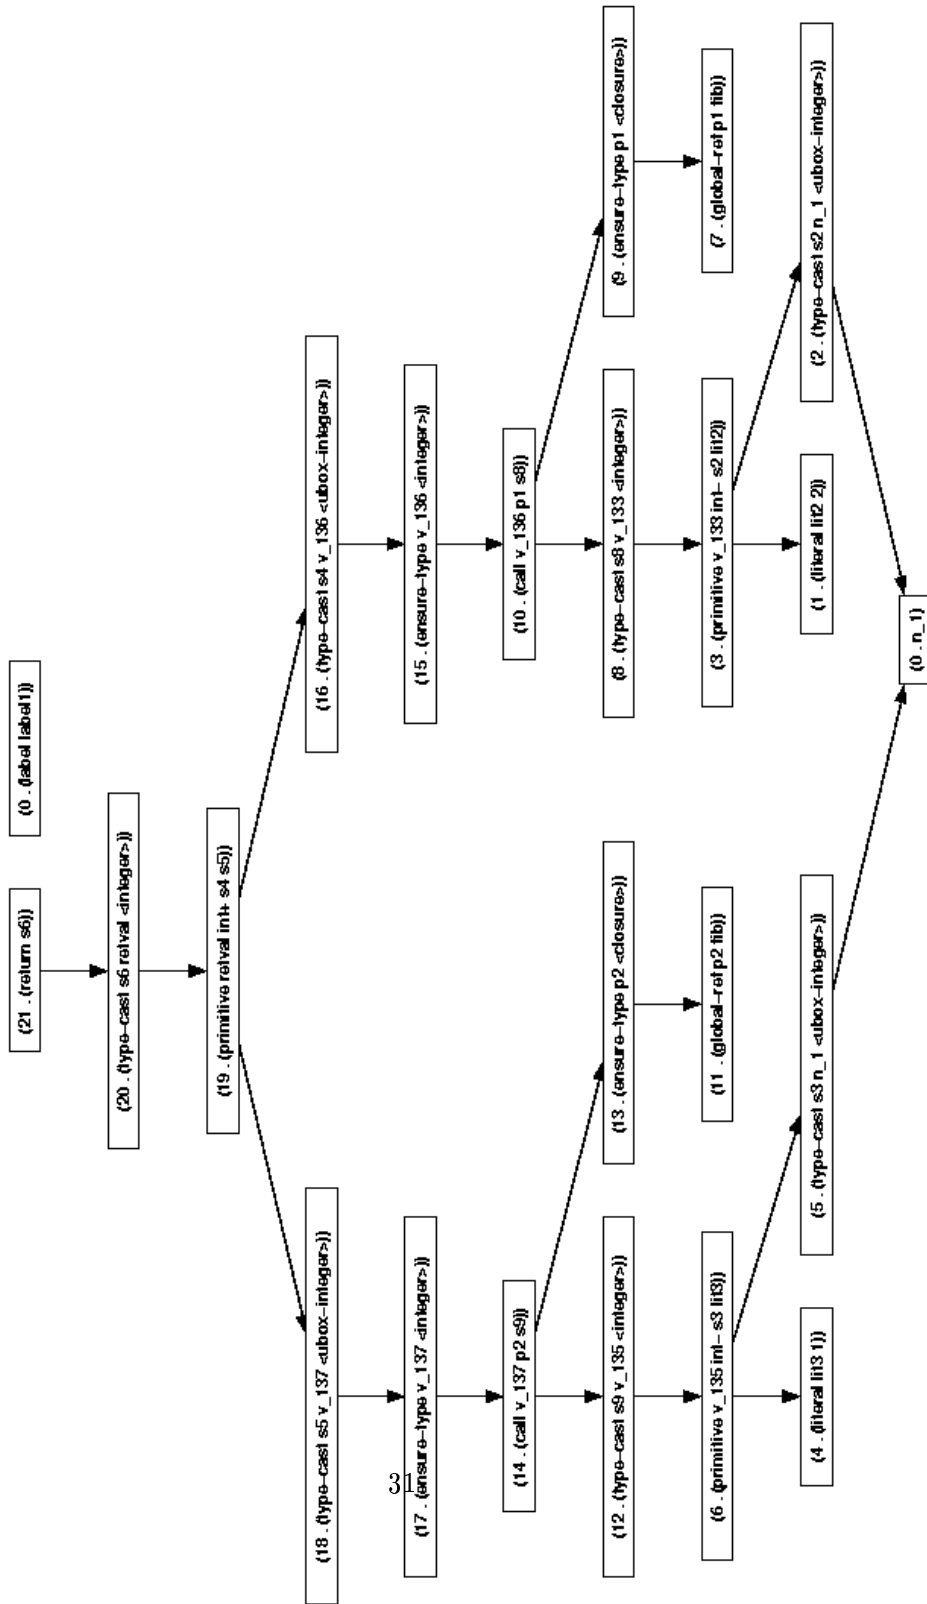 (21 . (return s6))
(0 . (label label1))
(20 . (type-cast s6 retval <integer>))
(19 . (primitive retval int+ s4 s5))
(18 . (type-cast s5 v_137 <ubox-integer>))
(16 . (type-cast s4 v_136 <ubox-integer>))
(17 . (ensure-type v_137 <integer>))
(15 . (ensure-type v_136 <integer>))
(14 . (call v_137 p2 s9))
(10 . (call v_136 p1 s8))
(12 . (type-cast s9 v_135 <integer>))
(13 . (ensure-type p2 <closure>))
(8 . (type-cast s8 v_133 <integer>))
(9 . (ensure-type p1 <closure>))
(6 . (primitive v_135 int- s3 lit3))
(11 . (global-ref p2 fib))
(3 . (primitive v_133 int- s2 lit2))
(7 . (global-ref p1 fib))
(4 . (literal lit3 1))
(5 . (type-cast s3 n_1 <ubox-integer>))
(1 . (literal lit2 2))
(2 . (type-cast s2 n_1 <ubox-integer>))
(0 . n_1)
31